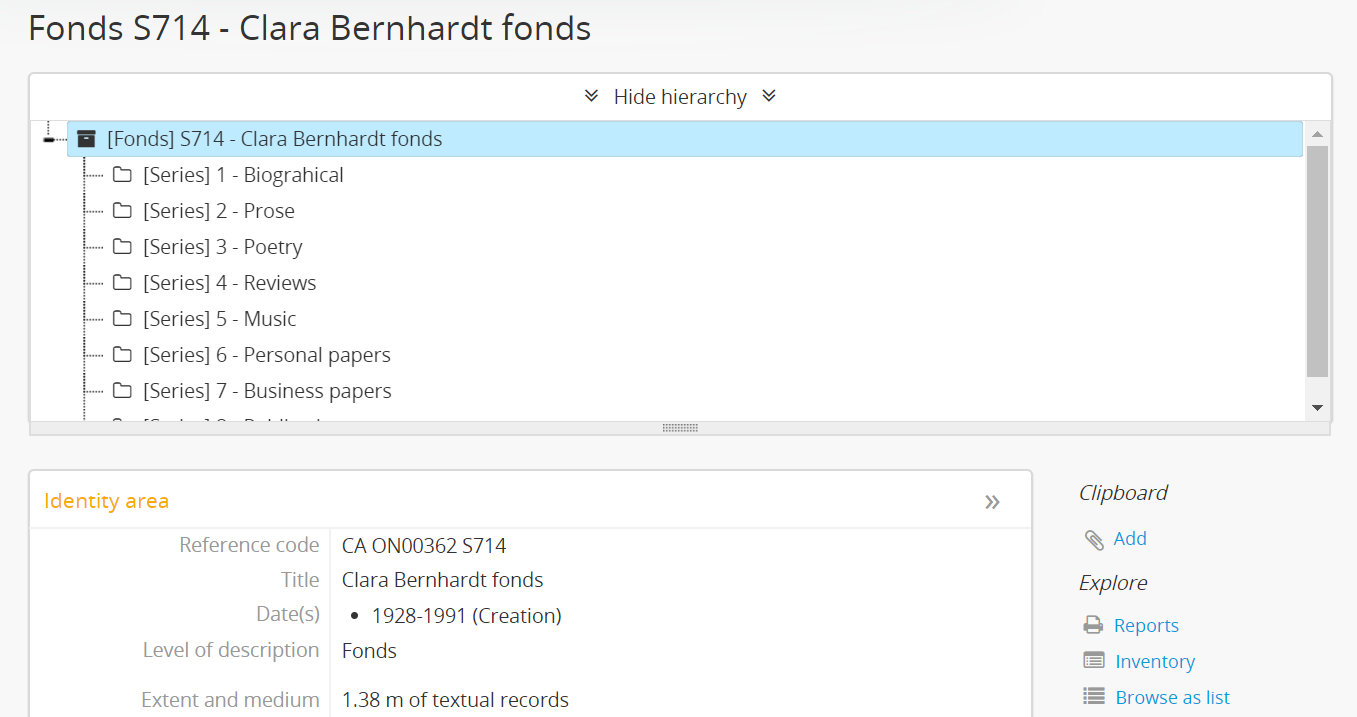 Fonds S714 - Clara Bernhardt fonds
Hide hierarchy
[Fonds] S714 - Clara Bernhardt fonds
[Series] 1 - Biograhical
[Series] 2 - Prose
[Series] 3 - Poetry
[Series] 4 - Reviews
[Series] 5 - Music
[Series] 6 - Personal papers
[Series] 7 - Business papers
Identity area
Reference code CA ON00362 S714
Title Clara Bernhardt fonds
Date(s) • 1928-1991 (Creation)
Level of description Fonds
Extent and medium 1.38 m of textual records
Clipboard
Add
Explore
Reports
Inventory
Browse as list